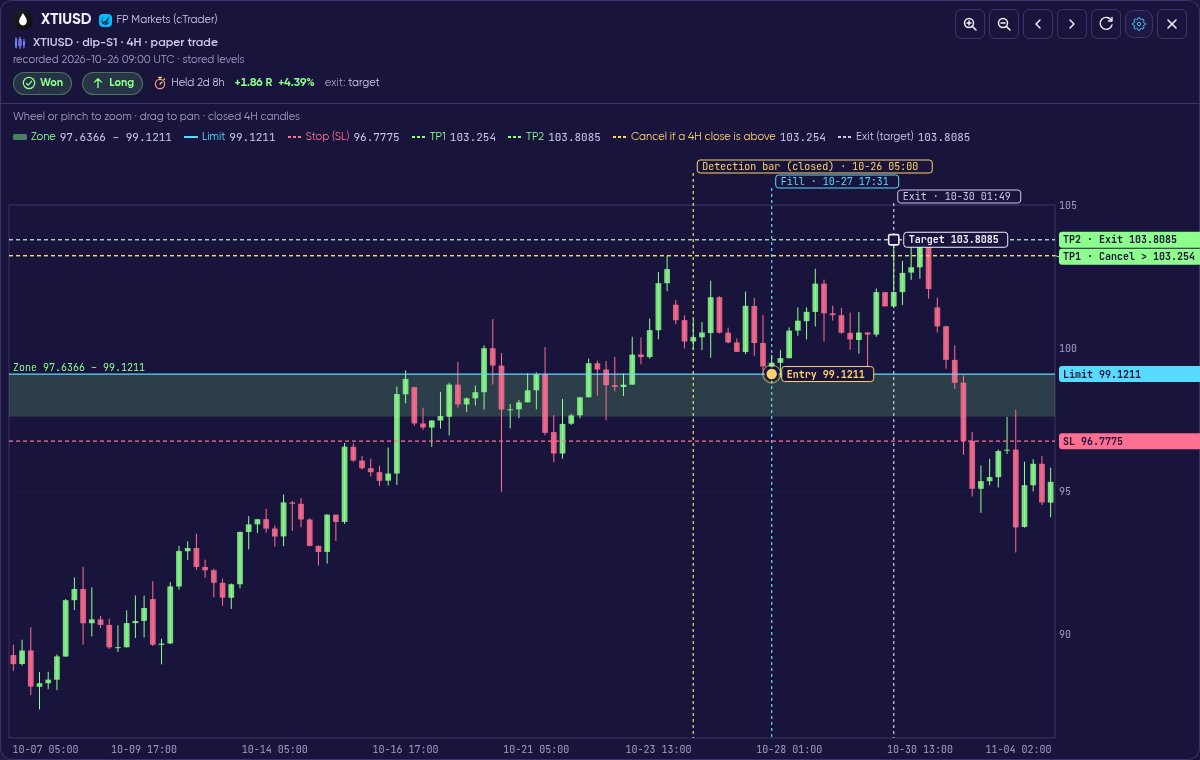 XTIUSD FP Markets (cTrader)
XTIUSD · dlp-S1 · 4H · paper trade
recorded 2026-10-26 09:00 UTC · stored levels
Won Long Held 2d 8h +1.86 R +4.39% exit: target
Wheel or pinch to zoom · drag to pan · closed 4H candles
Zone 97.6366 – 99.1211 Limit 99.1211 Stop (SL) 96.7775 TP1 103.254 TP2 103.8085 Cancel if a 4H close is above 103.254 Exit (target) 103.8085
Detection bar (closed) · 10-26 05:00
Fill · 10-27 17:31
Exit · 10-30 01:49
105
Target 103.8085
TP2 · Exit 103.8085
TP1 · Cancel > 103.254
100
Zone 97.6366 – 99.1211
Entry 99.1211
Limit 99.1211
SL 96.7775
95
90
10-07 05:00 10-09 17:00 10-14 05:00 10-16 17:00 10-21 05:00 10-23 13:00 10-28 01:00 10-30 13:00 11-04 02:00